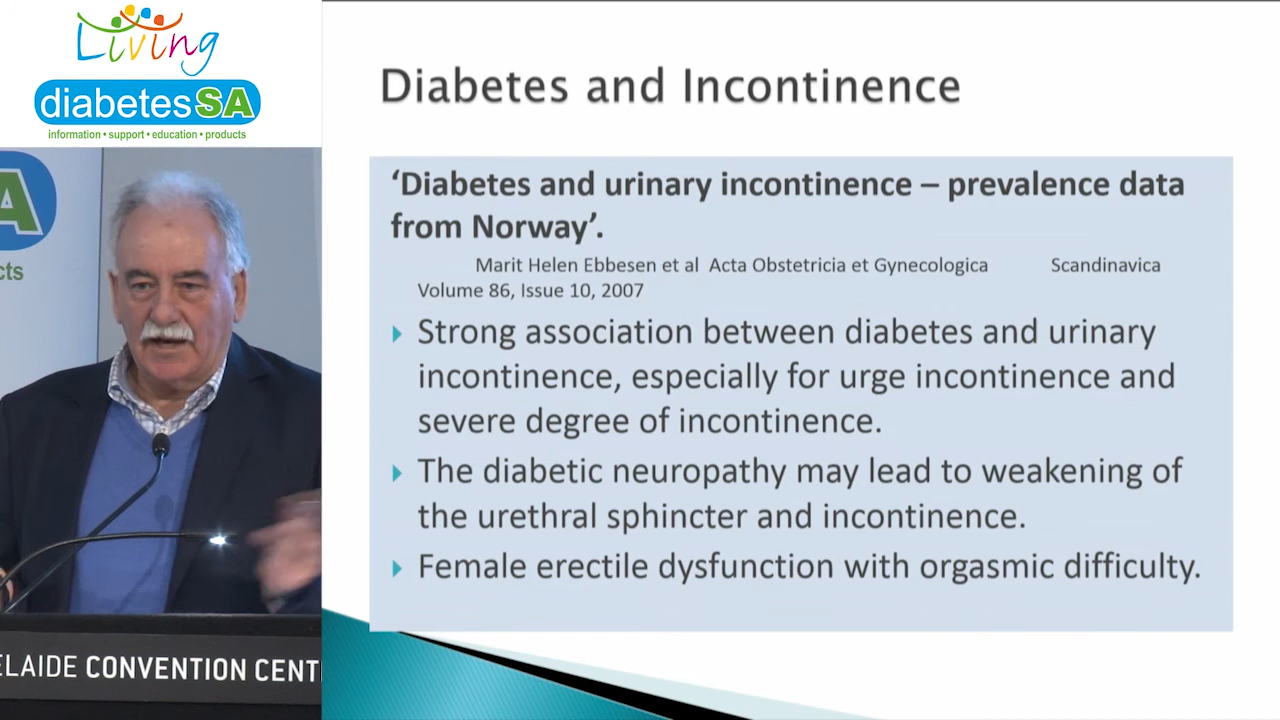 Living
diabetesSA
information • support • education • products
A
cts
ELAIDE CONVENTION CENT
Diabetes and Incontinence
‘Diabetes and urinary incontinence – prevalence data
from Norway’.
Marit Helen Ebbesen et al Acta Obstetricia et Gynecologica Scandinavica
Volume 86, Issue 10, 2007
Strong association between diabetes and urinary
incontinence, especially for urge incontinence and
severe degree of incontinence.
The diabetic neuropathy may lead to weakening of
the urethral sphincter and incontinence.
Female erectile dysfunction with orgasmic difficulty.